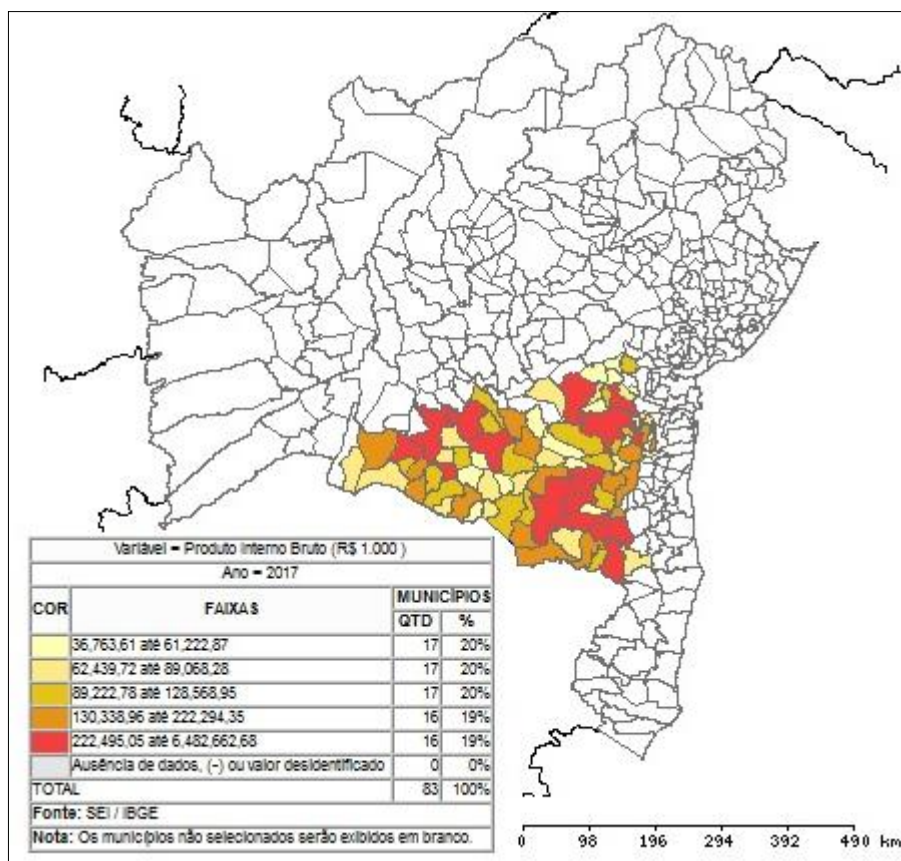 Variável = Produto Interno Bruto (R$ 1.000 )
Ano = 2017
COR FAIXAS MUNICÍPIOS
QTD %
36,763,61 até 61,222,87 17 20%
62,439,72 até 89,068,28 17 20%
89,222,78 até 128,568,95 17 20%
130,338,96 até 222,294,35 16 19%
222,495,05 até 6,482,662,68 16 19%
Ausência de dados, (-) ou valor desidentificado 0 0%
TOTAL 83 100%
Fonte: SEI / IBGE
Nota: Os municípios não selecionados serão exibidos em branco.
0 98 196 294 392 490 km